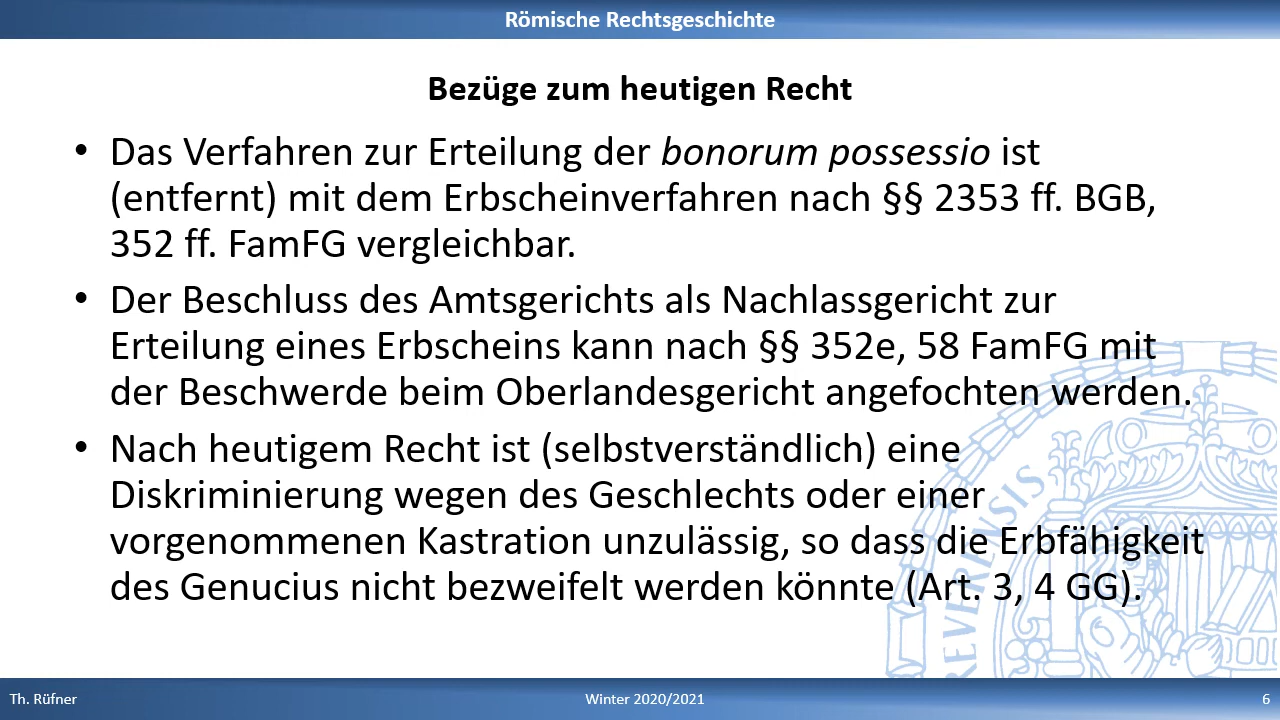 Römische Rechtsgeschichte
Bezüge zum heutigen Recht
• Das Verfahren zur Erteilung der bonorum possessio ist
(entfernt) mit dem Erbscheinverfahren nach §§ 2353 ff. BGB,
352 ff. FamFG vergleichbar.
• Der Beschluss des Amtsgerichts als Nachlassgericht zur
Erteilung eines Erbscheins kann nach §§ 352e, 58 FamFG mit
der Beschwerde beim Oberlandesgericht angefochten werden.
• Nach heutigem Recht ist (selbstverständlich) eine
Diskriminierung wegen des Geschlechts oder einer
vorgenommenen Kastration unzulässig, so dass die Erbfähigkeit
des Genucius nicht bezweifelt werden könnte (Art. 3, 4 GG).
Th. Rüfner
Winter 2020/2021
6